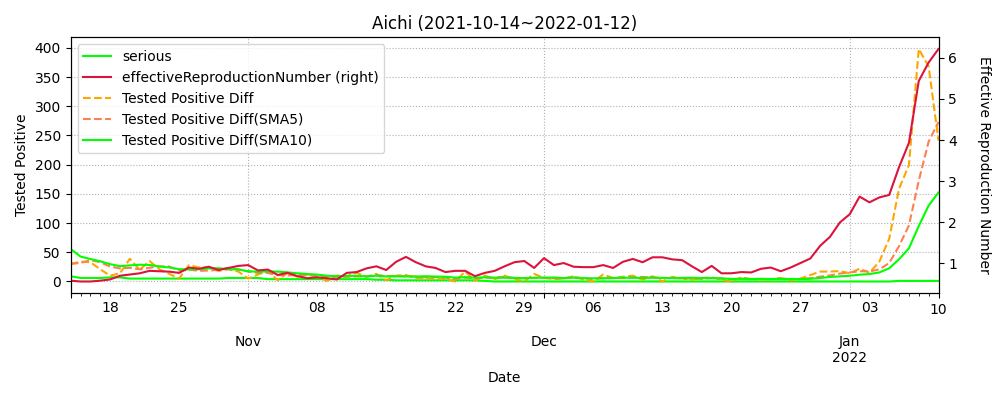 Aichi (2021-10-14~2022-01-12)
serious
effectiveReproductionNumber (right)
Tested Positive Diff
Tested Positive Diff(SMA5)
Tested Positive Diff(SMA10)
Tested Positive
400
350
300
250
200
150
100
50
0
6
5
4
3
2
1
Effective Reproduction Number
18 25 08 15 22 29 06 13 20 27 03 10
Nov Dec Jan
2022
Date